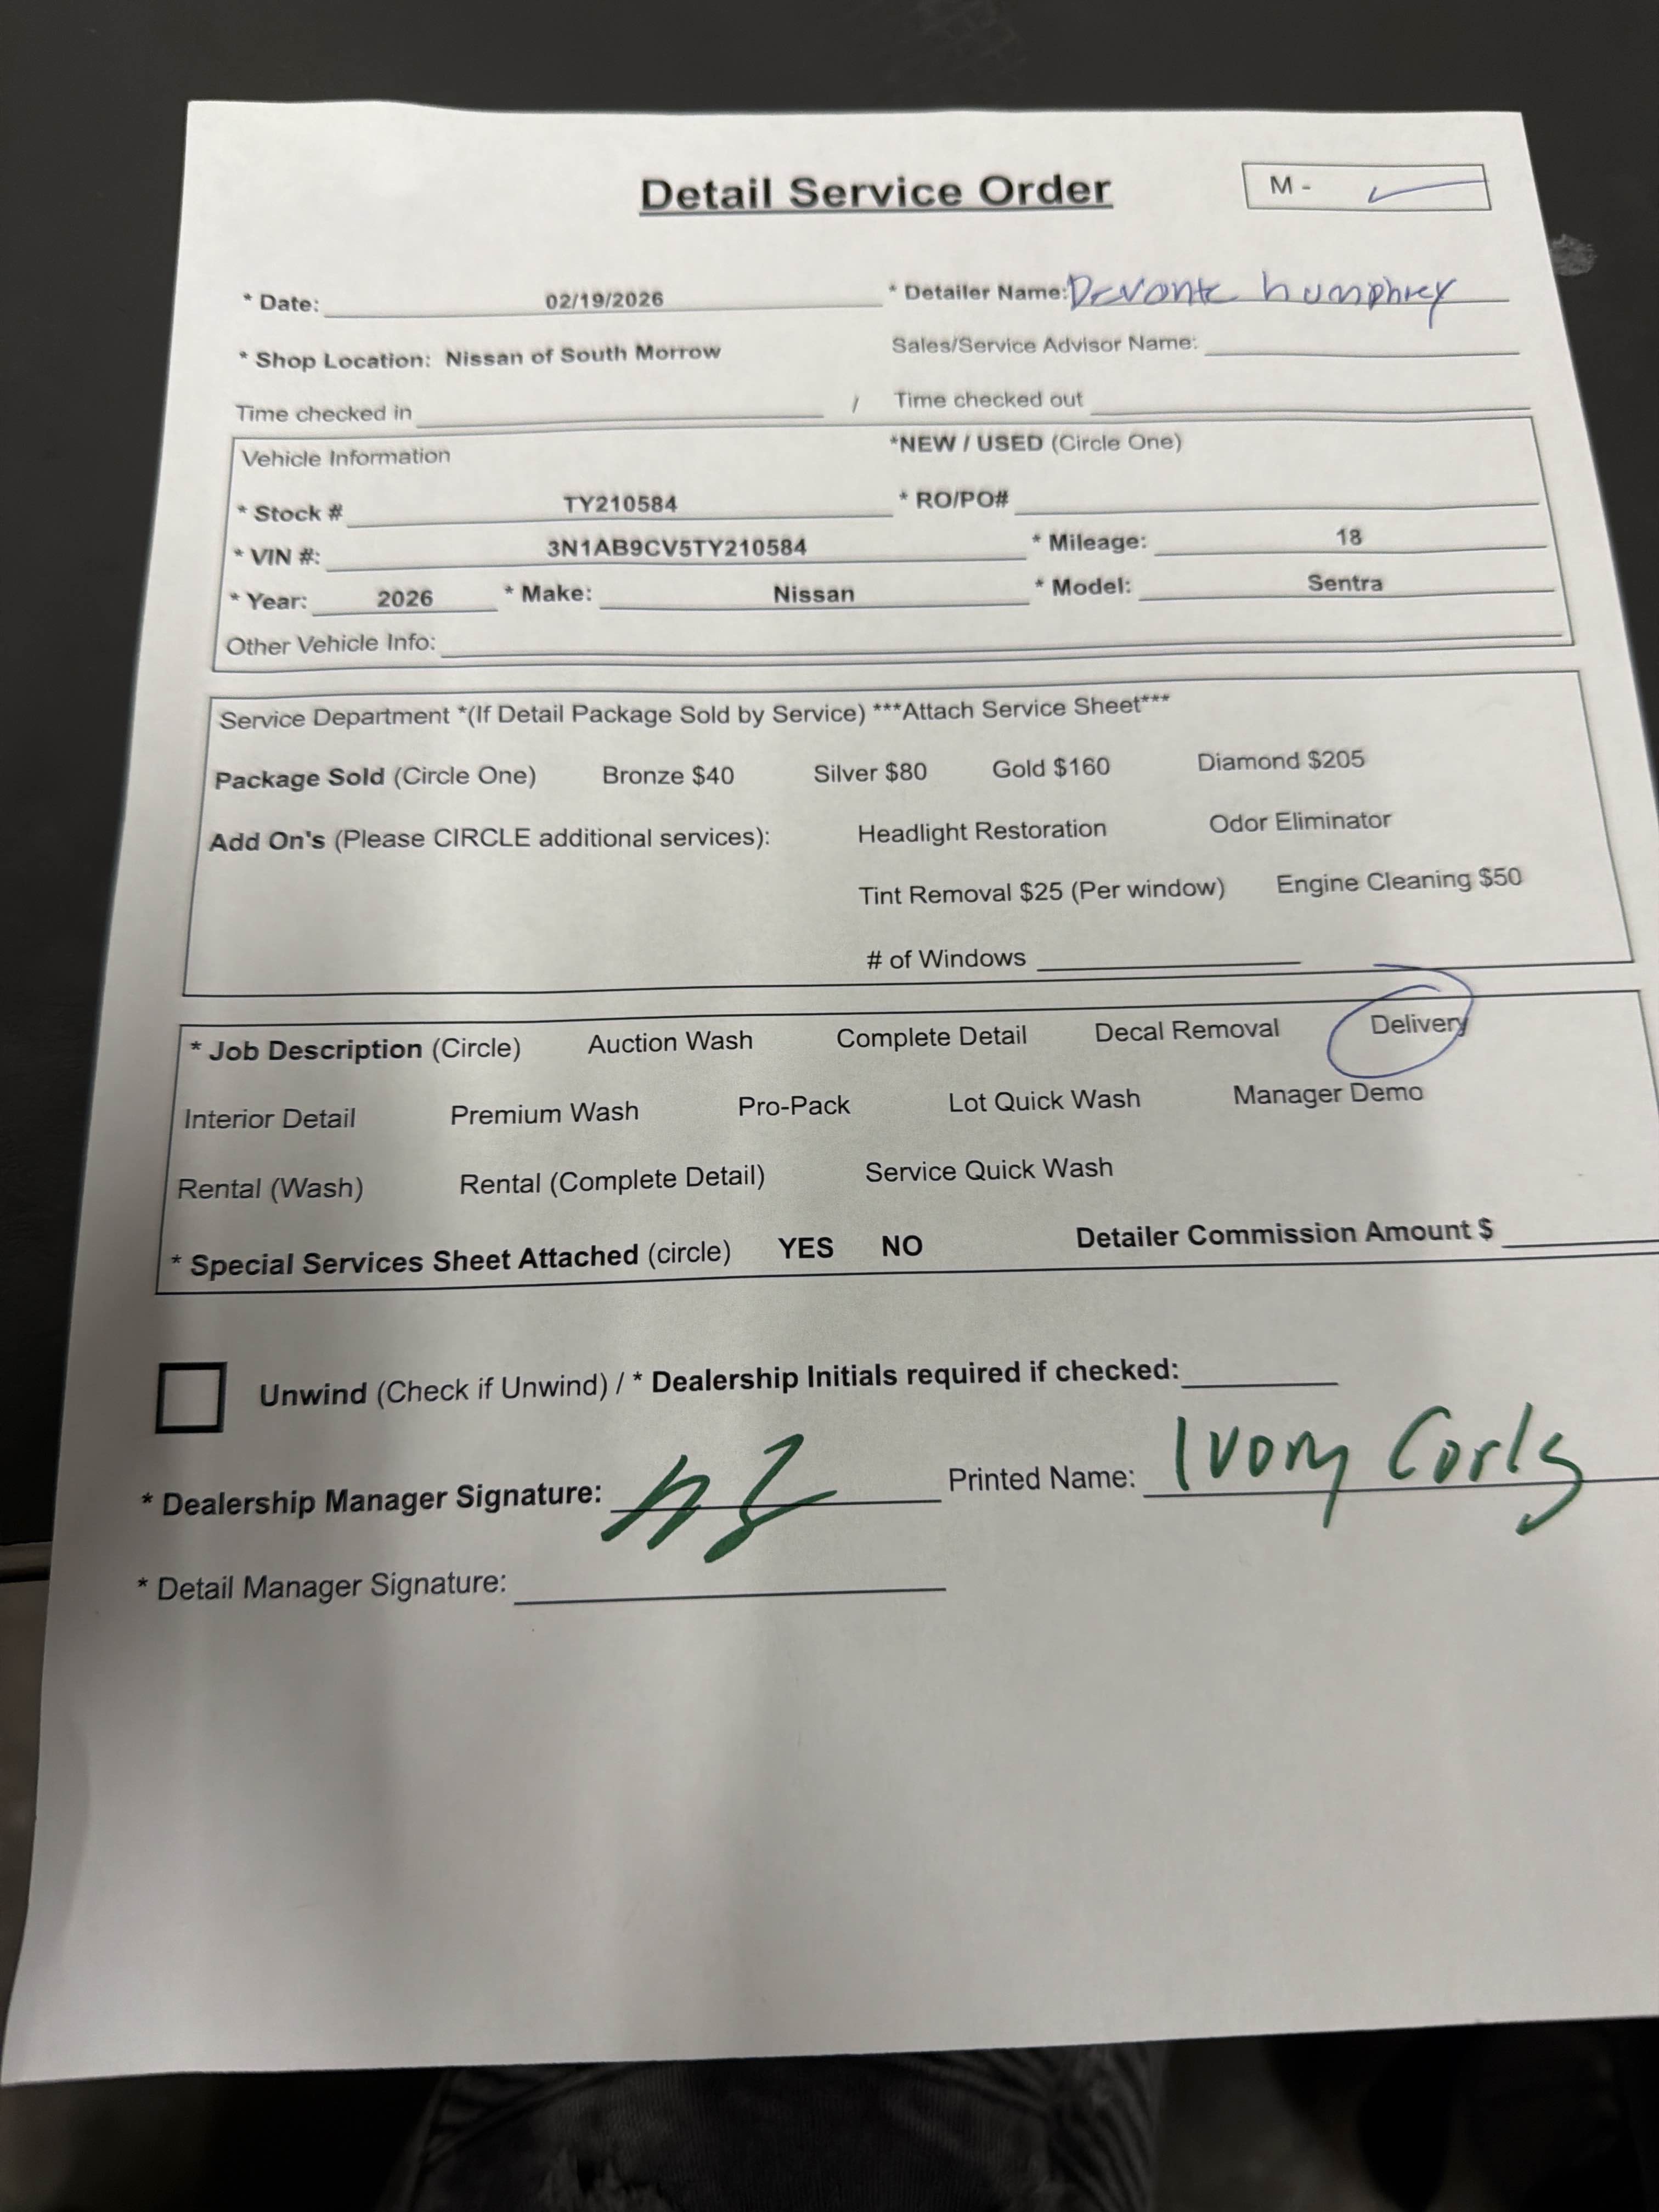 Detail Service Order
M -
* Date: 02/19/2026 * Detailer Name: Devonte humphrey
* Shop Location: Nissan of South Morrow Sales/Service Advisor Name:
Time checked in / Time checked out
Vehicle Information *NEW / USED (Circle One)
* Stock # TY210584 * RO/PO#
* VIN #: 3N1AB9CV5TY210584 * Mileage: 18
* Year: 2026 * Make: Nissan * Model: Sentra
Other Vehicle Info:
Service Department *(If Detail Package Sold by Service) ***Attach Service Sheet***
Package Sold (Circle One) Bronze $40 Silver $80 Gold $160 Diamond $205
Add On's (Please CIRCLE additional services): Headlight Restoration Odor Eliminator
Tint Removal $25 (Per window) Engine Cleaning $50
# of Windows
* Job Description (Circle) Auction Wash Complete Detail Decal Removal Delivery
Interior Detail Premium Wash Pro-Pack Lot Quick Wash Manager Demo
Rental (Wash) Rental (Complete Detail) Service Quick Wash
* Special Services Sheet Attached (circle) YES NO Detailer Commission Amount $
Unwind (Check if Unwind) / * Dealership Initials required if checked:
* Dealership Manager Signature: Printed Name: Ivory
* Detail Manager Signature: